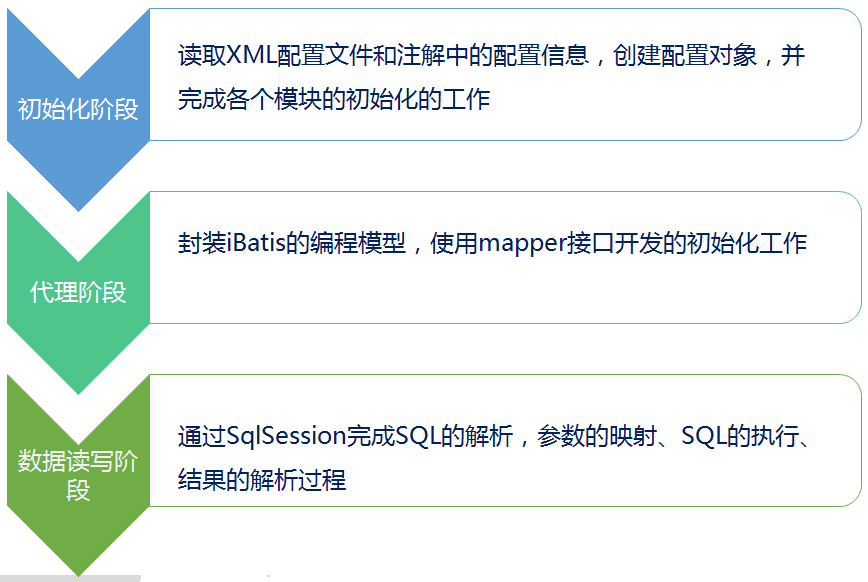 初始化阶段
读取XML配置文件和注解中的配置信息，创建配置对象，并
完成各个模块的初始化的工作
代理阶段
封装iBatis的编程模型，使用mapper接口开发的初始化工作
数据读写阶
段
通过SqlSession完成SQL的解析，参数的映射、SQL的执行、
结果的解析过程